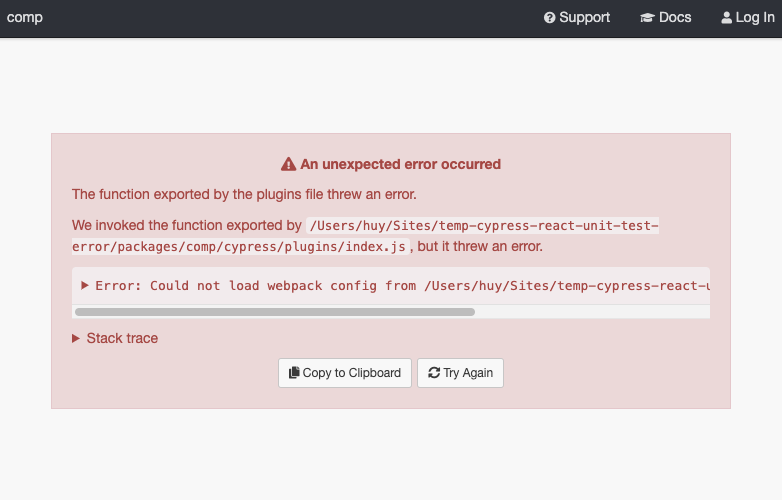 comp
Support
Docs
Log In
An unexpected error occurred
The function exported by the plugins file threw an error.
We invoked the function exported by /Users/huy/Sites/temp-cypress-react-unit-test-
error/packages/comp/cypress/plugins/index.js, but it threw an error.
Error: Could not load webpack config from /Users/huy/Sites/temp-cypress-react-u
Stack trace
Copy to Clipboard
Try Again